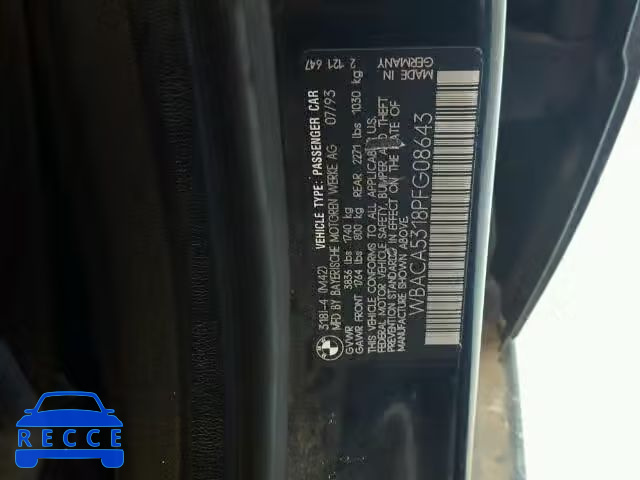 318I-4 (M42) VEHICLE TYPE: PASSENGER CAR 2 121 647
MFD BY BAYERISCHE MOTOREN WERKE AG 07/93
GVWR 3836 lbs 1740 kg
GAWR FRONT 1764 lbs 800 kg REAR 2271 lbs 1030 kg
THIS VEHICLE CONFORMS TO ALL APPLICABLE U.S.
FEDERAL MOTOR VEHICLE SAFETY, BUMPER AND THEFT
PREVENTION STANDARDS IN EFFECT ON THE DATE OF
MANUFACTURE SHOWN ABOVE.
MADE IN
GERMANY
WBACA5318PFG08643
RECCE